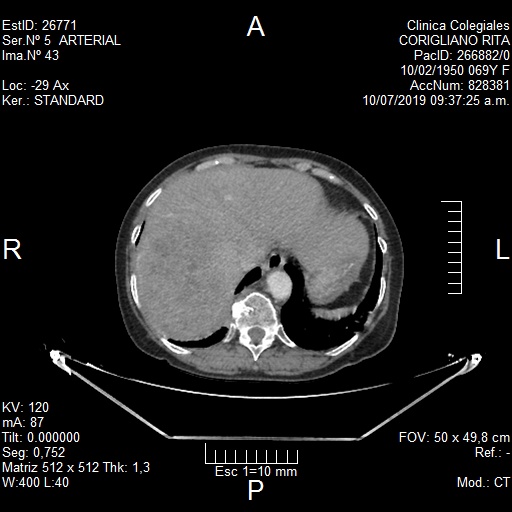 EstID: 26771
Ser.Nº 5 ARTERIAL
Ima.Nº 43
Loc: -29 Ax
Ker.: STANDARD
A
Clinica Colegiales
CORIGLIANO RITA
PacID: 266882/0
10/02/1950 069Y F
AccNum: 828381
10/07/2019 09:37:25 a.m.
R
L
KV: 120
mA: 87
Tilt: 0.000000
Seg: 0,752
Matriz 512 x 512 Thk: 1,3
W:400 L:40
Esc 1=10 mm
P
FOV: 50 x 49,8 cm
Ref.: -
Mod.: CT